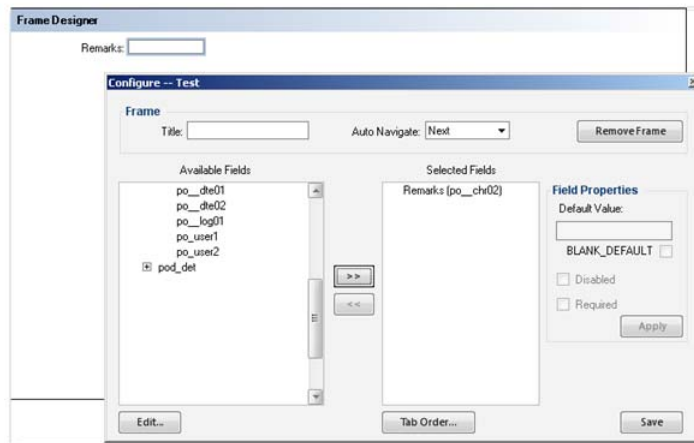 Frame Designer
Remarks:
Configure -- Test
Frame
Title:
Auto Navigate: Next
Remove Frame
Available Fields
Selected Fields
po__dte01
po__dte02
po__log01
po_user1
po_user2
pod_det
>>
<<
Remarks (po__chr02)
Field Properties
Default Value:
BLANK_DEFAULT
Disabled
Required
Apply
Edit...
Tab Order...
Save